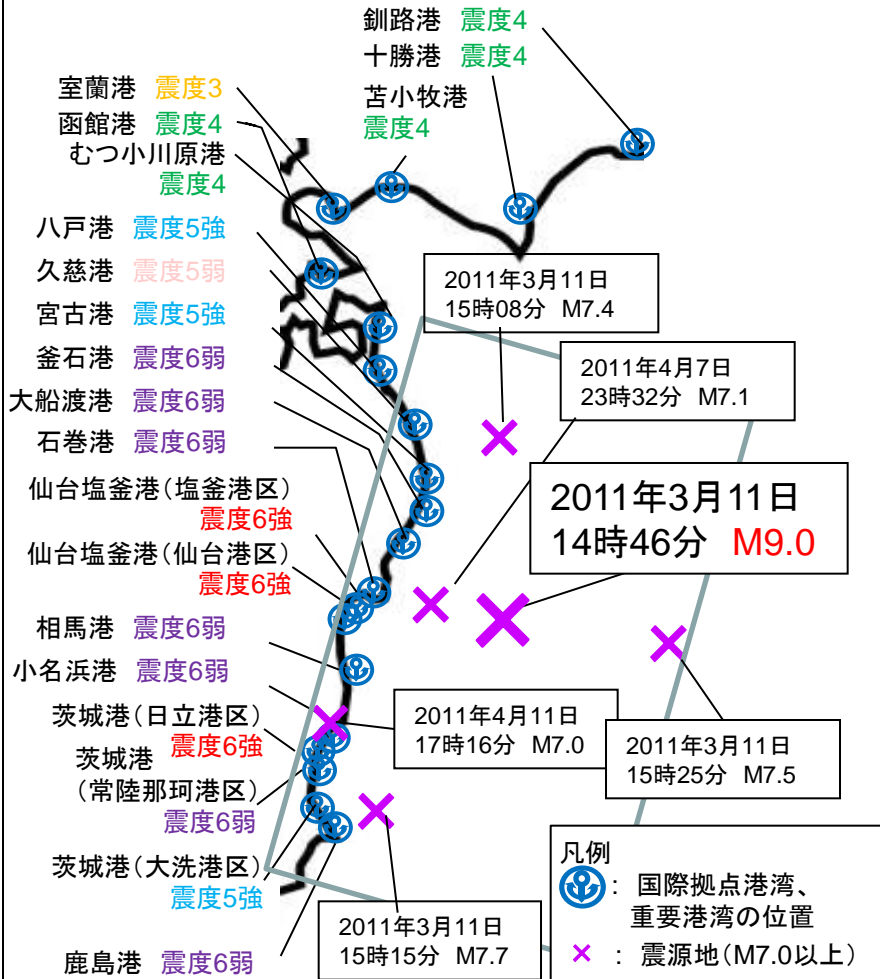 釧路港 震度4
十勝港 震度4
苫小牧港
震度4
室蘭港 震度3
函館港 震度4
むつ小川原港
震度4
八戸港 震度5強
久慈港 震度5弱
宮古港 震度5強
釜石港 震度6弱
大船渡港 震度6弱
石巻港 震度6弱
仙台塩釜港(塩釜港区)
震度6強
仙台塩釜港(仙台港区)
震度6強
相馬港 震度6弱
小名浜港 震度6弱
茨城港(日立港区)
震度6強
茨城港
(常陸那珂港区)
震度6弱
茨城港(大洗港区)
震度5強
鹿島港 震度6弱
2011年3月11日
15時08分 M7.4
2011年4月7日
23時32分 M7.1
2011年3月11日
14時46分 M9.0
2011年4月11日
17時16分 M7.0
2011年3月11日
15時25分 M7.5
2011年3月11日
15時15分 M7.7
凡例
: 国際拠点港湾、
重要港湾の位置
: 震源地(M7.0以上)